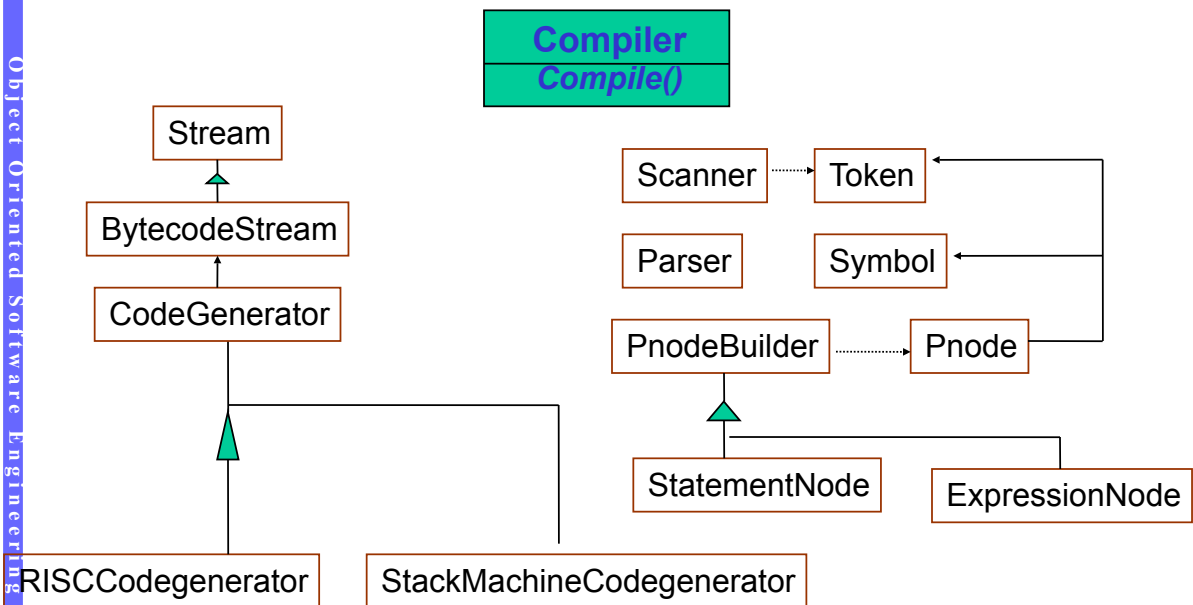 Object Oriented Software Engineering
Compiler
Compile()
Stream
Scanner
Token
BytecodeStream
Parser
Symbol
CodeGenerator
PnodeBuilder
Pnode
StatementNode
ExpressionNode
RISCCodegenerator
StackMachineCodegenerator